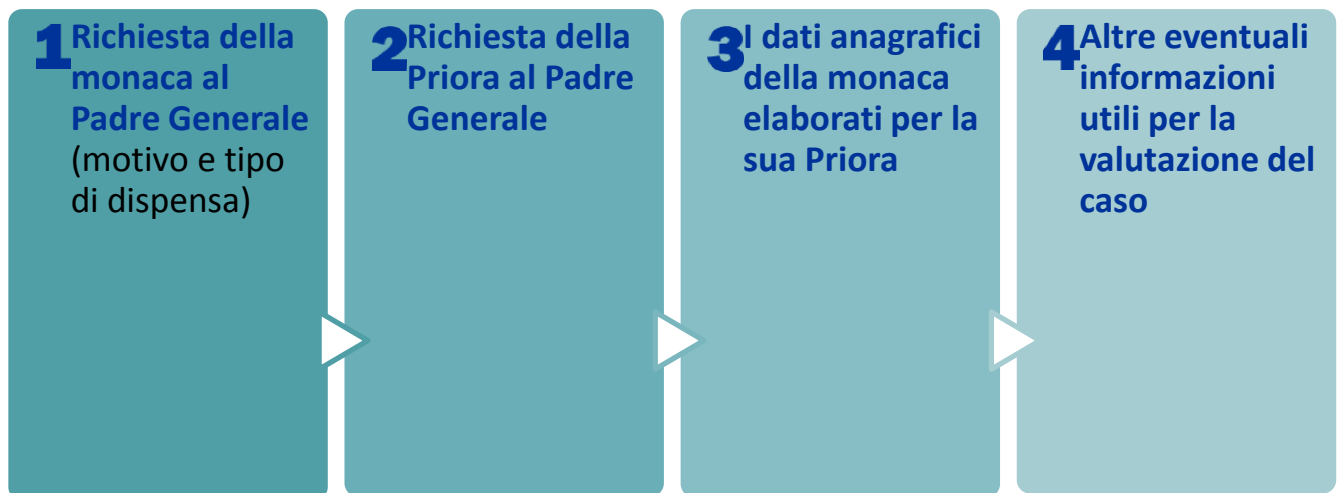 1 Richiesta della
monaca al
Padre Generale
(motivo e tipo
di dispensa)
2 Richiesta della
Priora al Padre
Generale
3 I dati anagrafici
della monaca
elaborati per la
sua Priora
4 Altre eventuali
informazioni
utili per la
valutazione del
caso